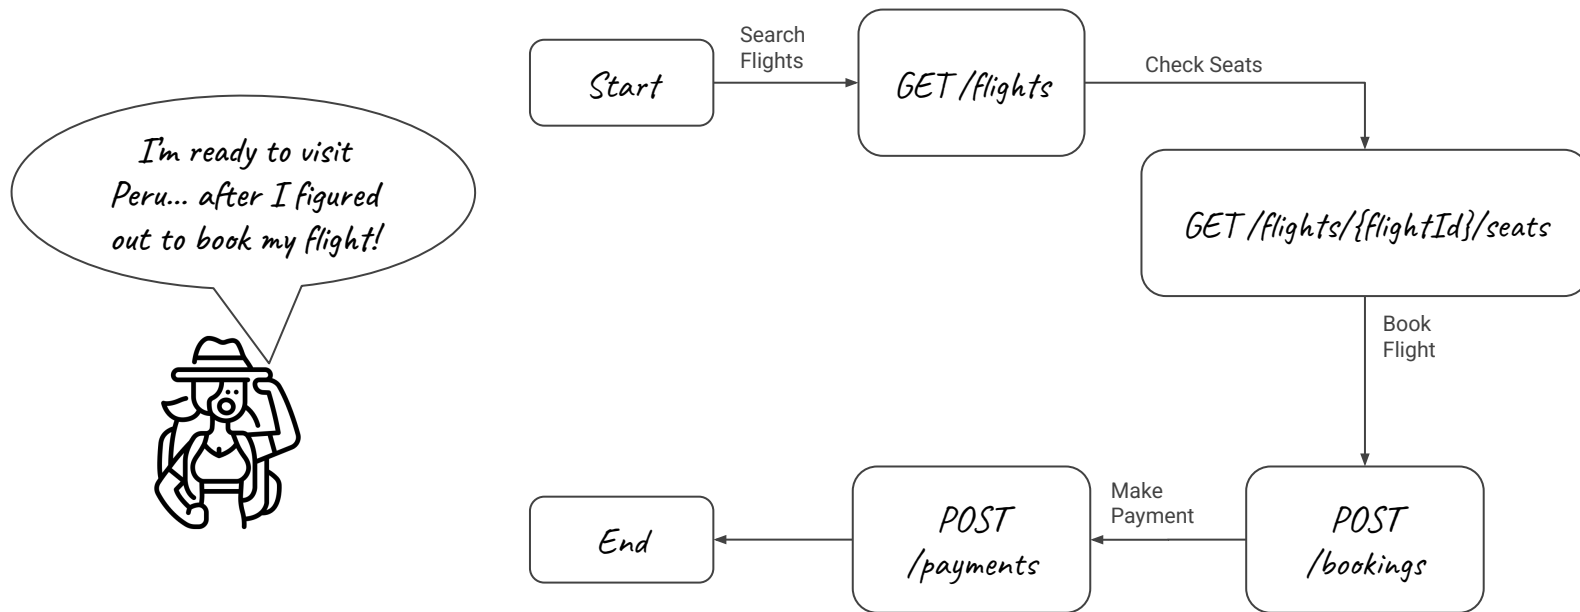 I'm ready to visit
Peru... after I figured
out to book my flight!
Start
Search
Flights
GET /flights
Check Seats
GET /flights/{flightId}/seats
Book
Flight
POST
/bookings
Make
Payment
POST
/payments
End